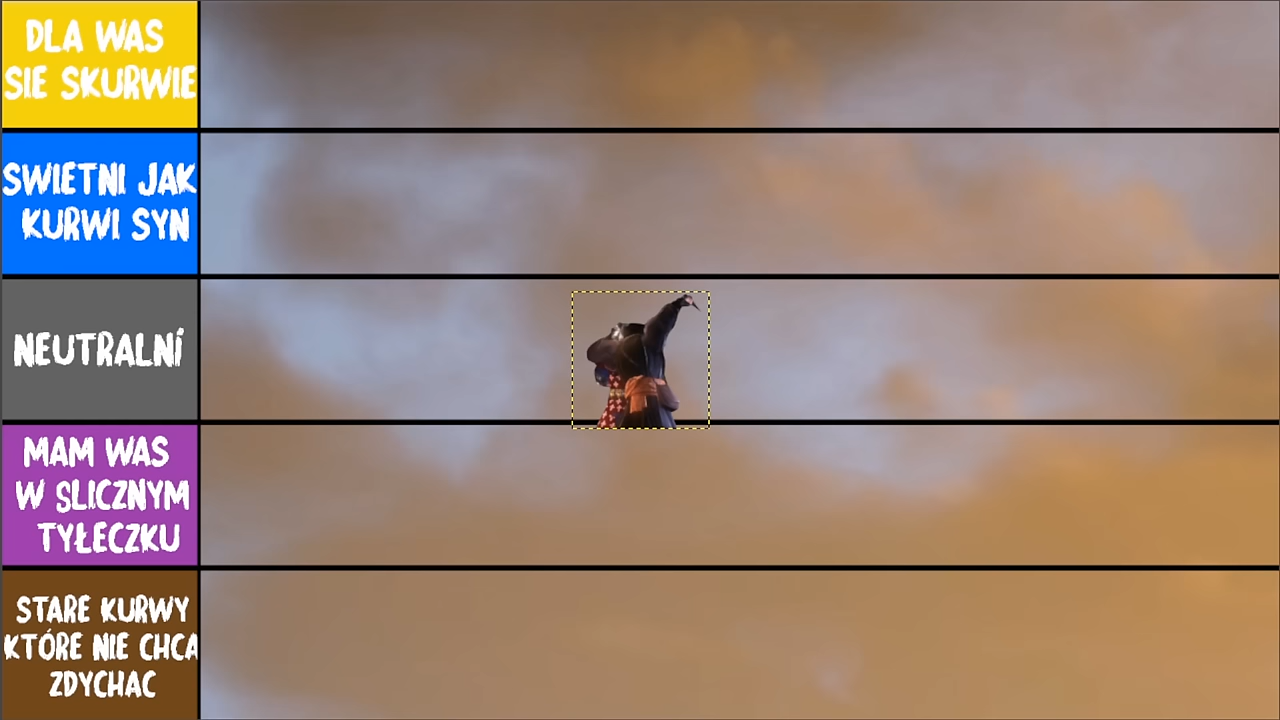 DLA WAS
SIE SKURWIE
SWIETNI JAK
KURWI SYN
NEUTRALNI
MAM WAS
W SLICZNYM
TYŁECZKU
STARE KURWY
KTÓRE NIE CHCA
ZDYCHAC